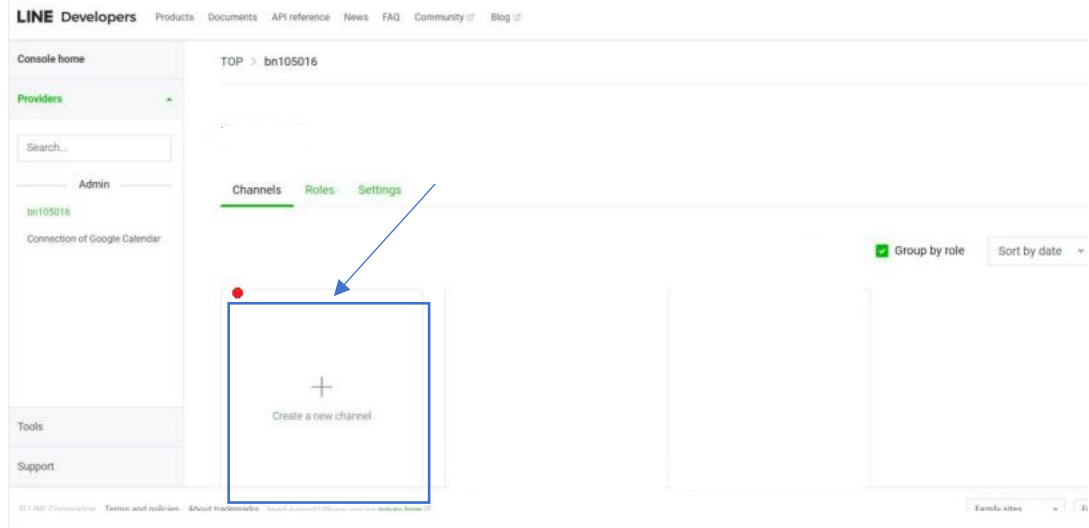 LINE Developers Products Documents API reference News FAQ Community Blog
Console home
TOP > bn105016
Providers
Search...
Admin
bn105016
Connection of Google Calendar
Channels Roles Settings
Group by role Sort by date
Create a new channel
Tools
Support
Terms and policies About trademarks
Family sites